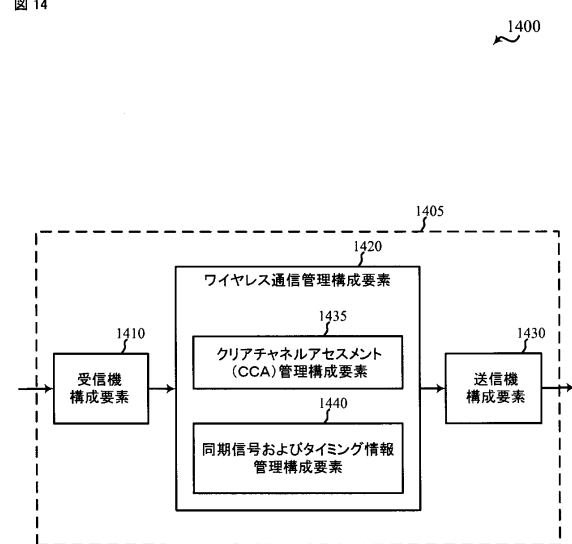 図 14
1400
1405
1420
ワイヤレス通信管理構成要素
1435
クリアチャネルアセスメント
(CCA)管理構成要素
1410
受信機
構成要素
1430
送信機
構成要素
1440
同期信号およびタイミング情報
管理構成要素